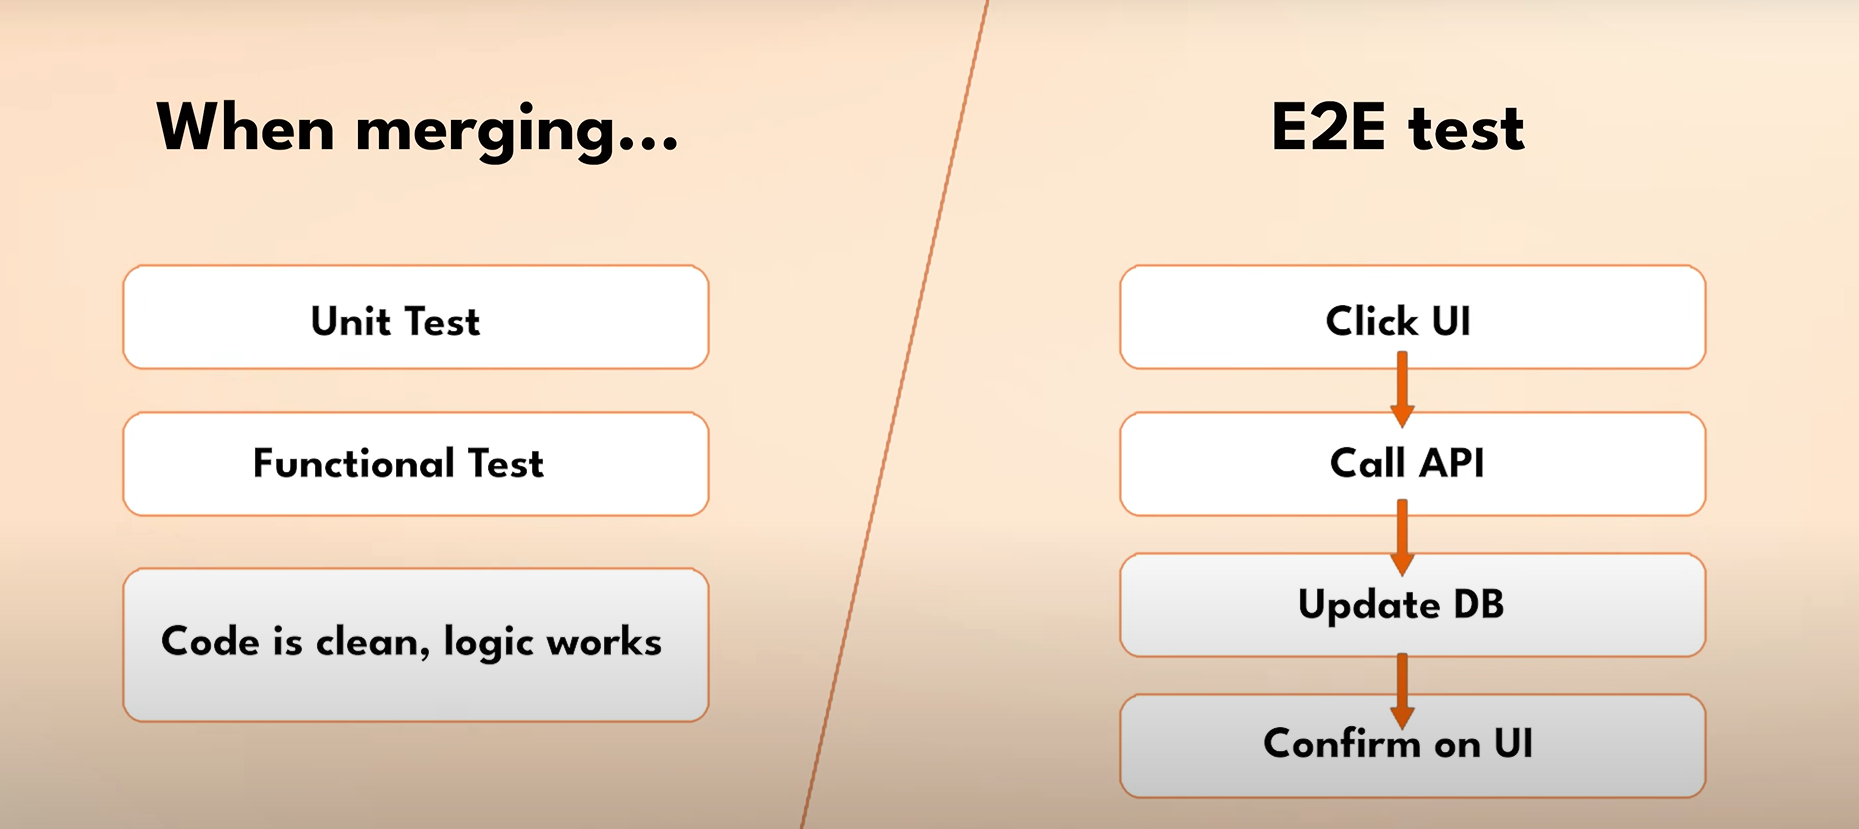 When merging...
Unit Test
Functional Test
Code is clean, logic works
E2E test
Click UI
Call API
Update DB
Confirm on UI